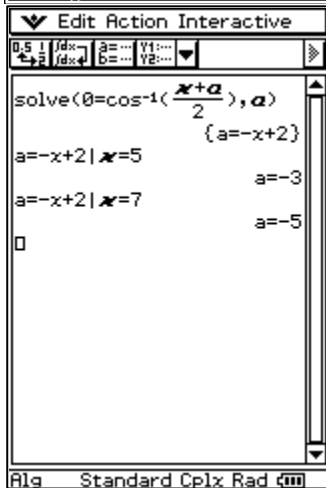 Edit Action Interactive
solve(0=cos⁻¹((x+a)/2),a)
{a=-x+2}
a=-x+2|x=5
a=-3
a=-x+2|x=7
a=-5
Alg Standard Cplx Rad